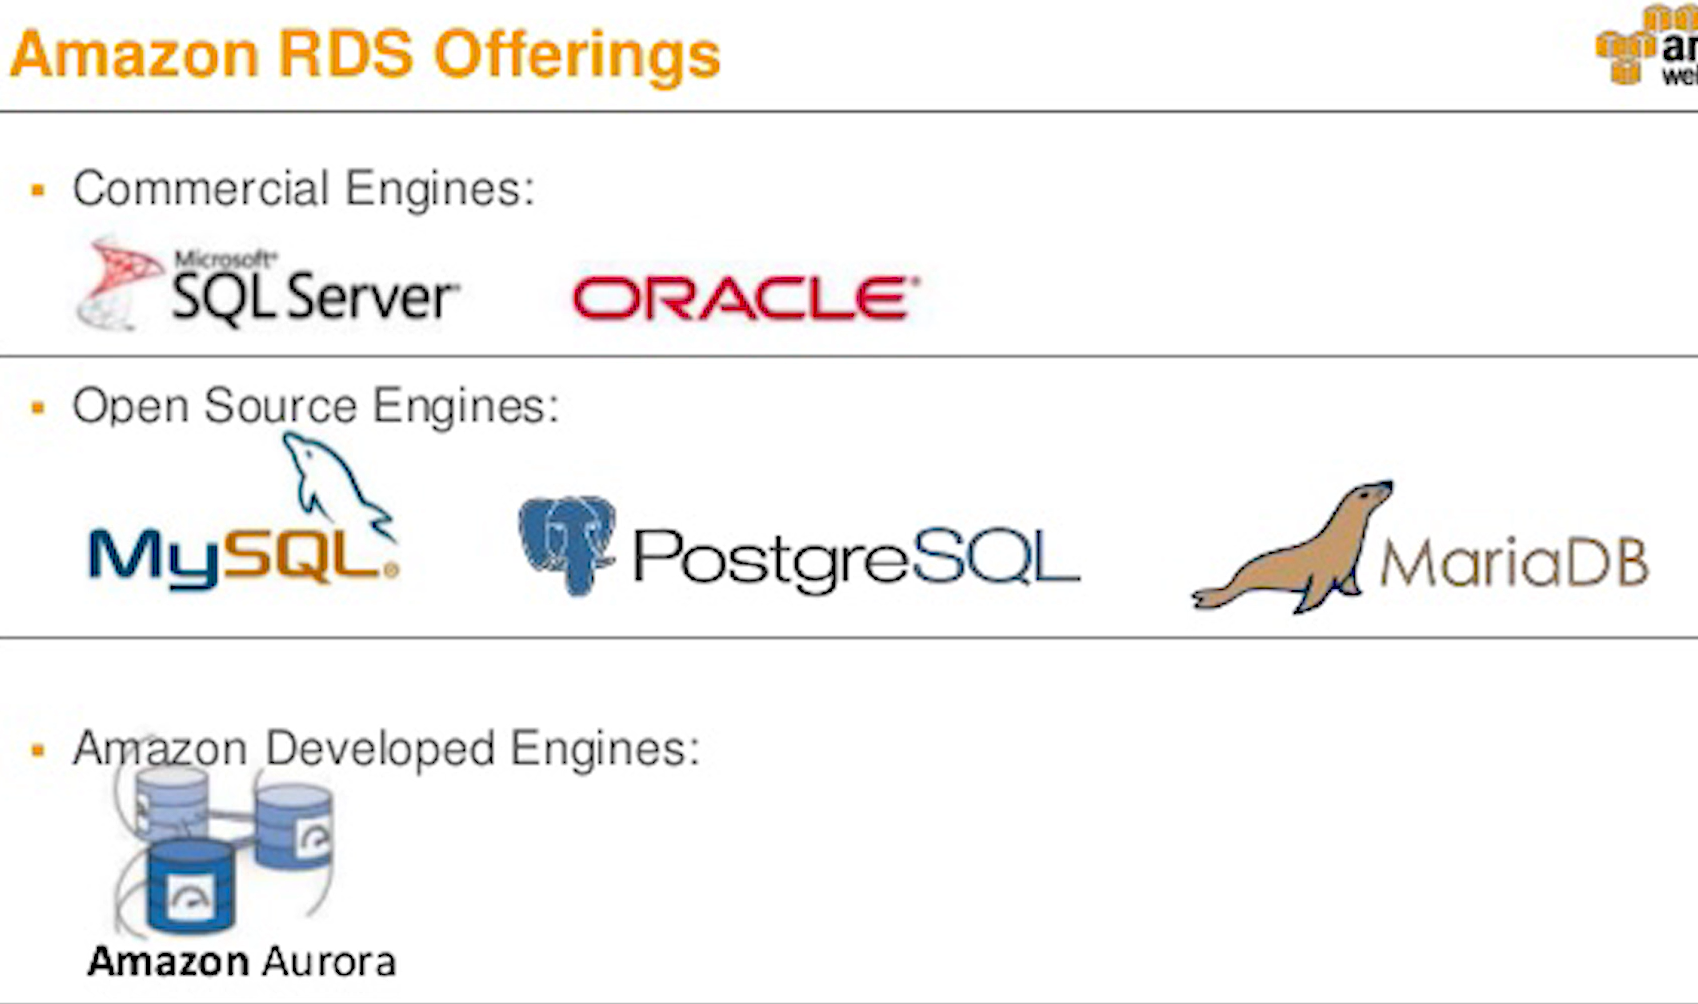 Amazon RDS Offerings
Commercial Engines:
Microsoft®
SQL Server
ORACLE®
Open Source Engines:
MySQL®
PostgreSQL
MariaDB
Amazon Developed Engines:
Amazon Aurora